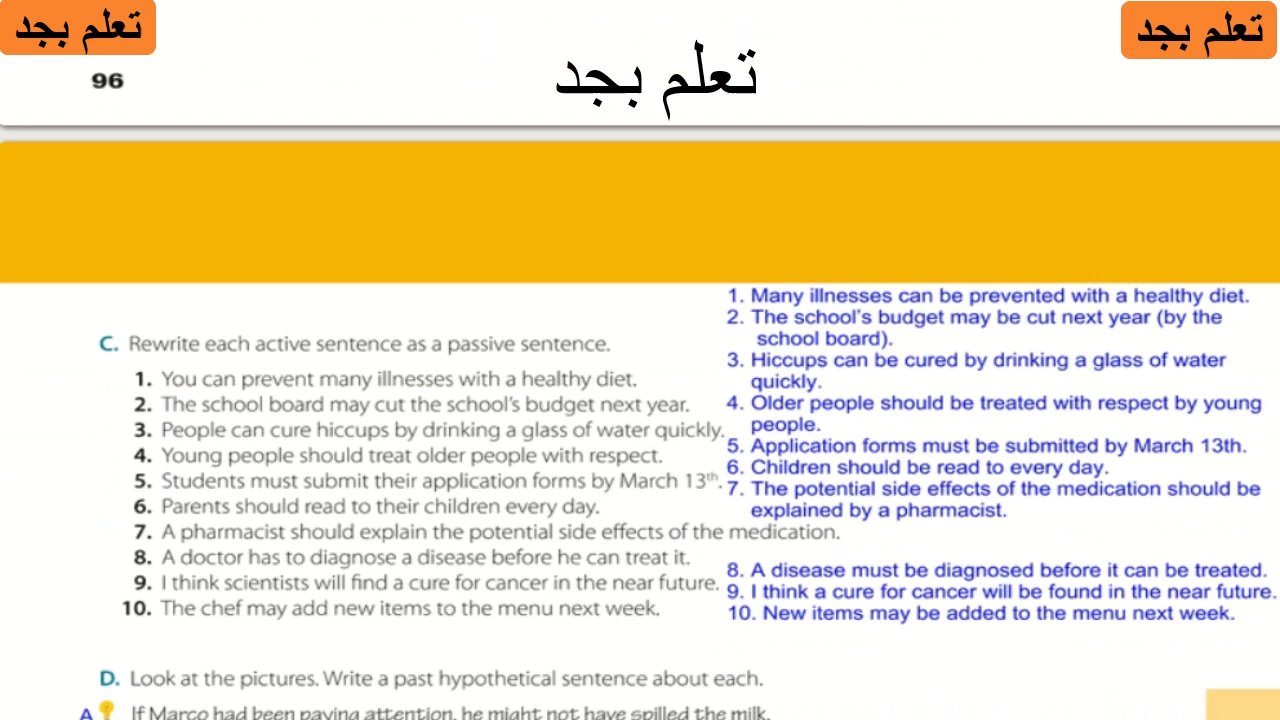 تعلم بجد
تعلم بجد
تعلم بجد
96
C. Rewrite each active sentence as a passive sentence.
1. You can prevent many illnesses with a healthy diet.
2. The school board may cut the school's budget next year.
3. People can cure hiccups by drinking a glass of water quickly.
4. Young people should treat older people with respect.
5. Students must submit their application forms by March 13th.
6. Parents should read to their children every day.
7. A pharmacist should explain the potential side effects of the medication.
8. A doctor has to diagnose a disease before he can treat it.
9. I think scientists will find a cure for cancer in the near future.
10. The chef may add new items to the menu next week.
1. Many illnesses can be prevented with a healthy diet.
2. The school's budget may be cut next year (by the
school board).
3. Hiccups can be cured by drinking a glass of water
quickly.
4. Older people should be treated with respect by young
people.
5. Application forms must be submitted by March 13th.
6. Children should be read to every day.
7. The potential side effects of the medication should be
explained by a pharmacist.
8. A disease must be diagnosed before it can be treated.
9. I think a cure for cancer will be found in the near future.
10. New items may be added to the menu next week.
D. Look at the pictures. Write a past hypothetical sentence about each.
A If Marco had been paying attention, he might not have spilled the milk.